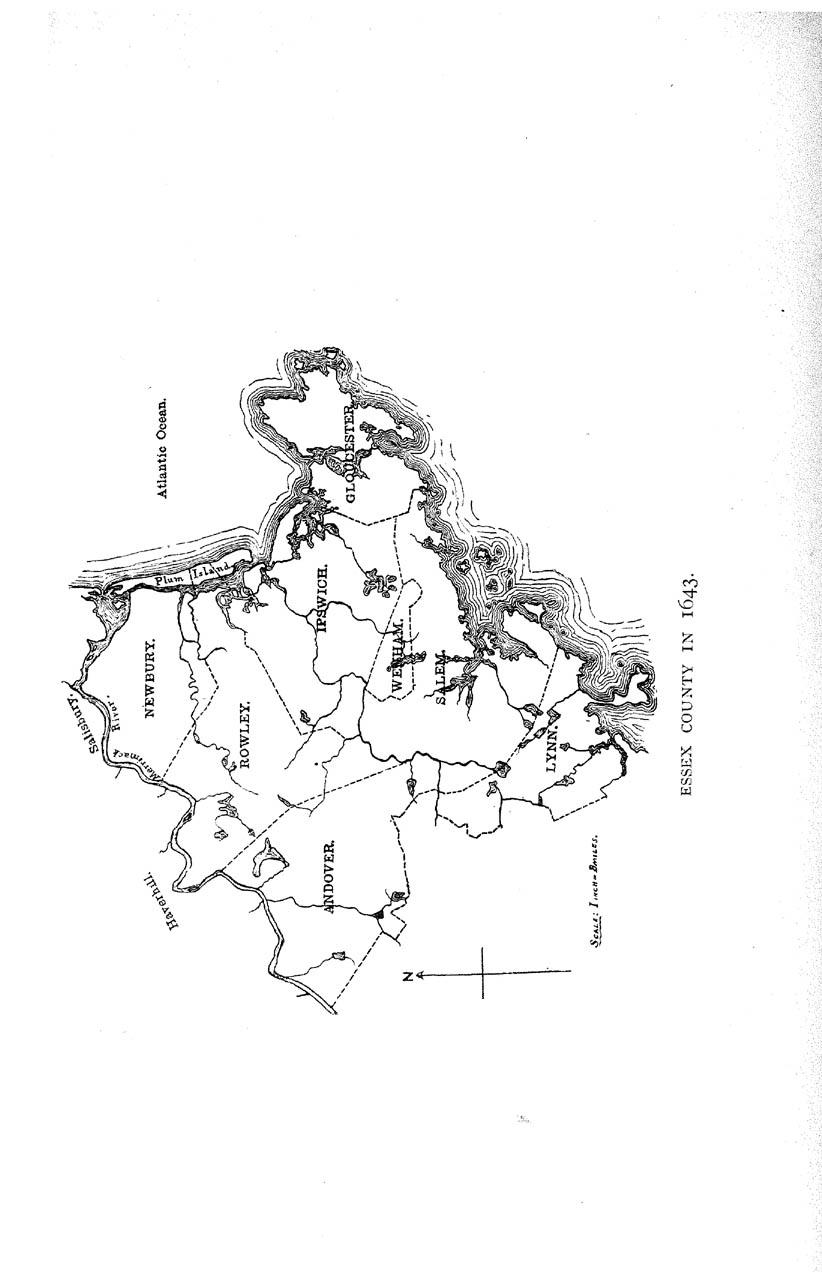 Atlantic Ocean.
Salisbury.
Merrimack River.
Plum Island
Haverhill.
NEWBURY.
ROWLEY.
IPSWICH.
GLOUCESTER.
ANDOVER.
WENHAM.
SALEM.
LYNN.
N
SCALE: 1 INCH = 8 MILES.
ESSEX COUNTY IN 1643.